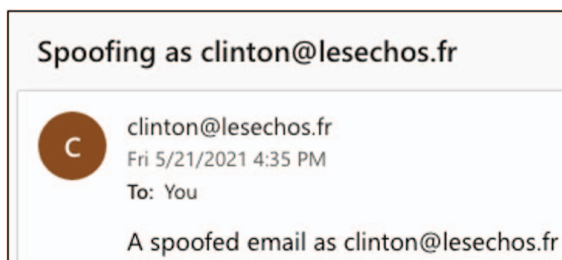 Spoofing as clinton@lesechos.fr
C
clinton@lesechos.fr
Fri 5/21/2021 4:35 PM
To: You
A spoofed email as clinton@lesechos.fr